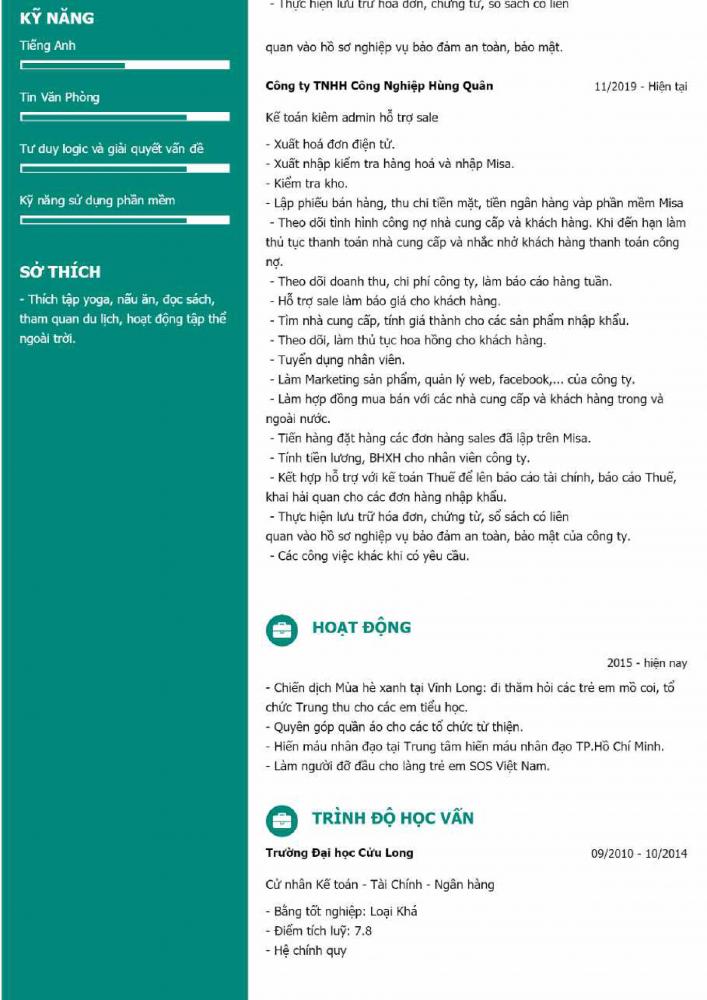 KỸ NĂNG
Tiếng Anh
Tin Văn Phòng
Tư duy logic và giải quyết vấn đề
Kỹ năng sử dụng phần mềm
SỞ THÍCH
- Thích tập yoga, nấu ăn, đọc sách,
tham quan du lịch, hoạt động tập thể
ngoài trời.
- Thực hiện lưu trữ hóa đơn, chứng từ, sổ sách có liên
quan vào hồ sơ nghiệp vụ bảo đảm an toàn, bảo mật.
Công ty TNHH Công Nghiệp Hùng Quân 11/2019 - Hiện tại
Kế toán kiêm admin hỗ trợ sale
- Xuất hoá đơn điện tử.
- Xuất nhập kiểm tra hàng hoá và nhập Misa.
- Kiểm tra kho.
- Lập phiếu bán hàng, thu chi tiền mặt, tiền ngân hàng vàp phần mềm Misa
- Theo dõi tình hình công nợ nhà cung cấp và khách hàng. Khi đến hạn làm
thủ tục thanh toán nhà cung cấp và nhắc nhở khách hàng thanh toán công
nợ.
- Theo dõi doanh thu, chi phí công ty, làm báo cáo hàng tuần.
- Hỗ trợ sale làm báo giá cho khách hàng.
- Tìm nhà cung cấp, tính giá thành cho các sản phẩm nhập khẩu.
- Theo dõi, làm thủ tục hoa hồng cho khách hàng.
- Tuyển dụng nhân viên.
- Làm Marketing sản phẩm, quản lý web, facebook,... của công ty.
- Làm hợp đồng mua bán với các nhà cung cấp và khách hàng trong và
ngoài nước.
- Tiến hàng đặt hàng các đơn hàng sales đã lập trên Misa.
- Tính tiền lương, BHXH cho nhân viên công ty.
- Kết hợp hỗ trợ với kế toán Thuế để lên báo cáo tài chính, báo cáo Thuế,
khai hải quan cho các đơn hàng nhập khẩu.
- Thực hiện lưu trữ hóa đơn, chứng từ, sổ sách có liên
quan vào hồ sơ nghiệp vụ bảo đảm an toàn, bảo mật của công ty.
- Các công việc khác khi có yêu cầu.
HOẠT ĐỘNG
2015 - hiện nay
- Chiến dịch Mùa hè xanh tại Vĩnh Long: đi thăm hỏi các trẻ em mồ coi, tổ
chức Trung thu cho các em tiểu học.
- Quyên góp quần áo cho các tổ chức từ thiện.
- Hiến máu nhân đạo tại Trung tâm hiến máu nhân đạo TP.Hồ Chí Minh.
- Làm người đỡ đầu cho làng trẻ em SOS Việt Nam.
TRÌNH ĐỘ HỌC VẤN
Trường Đại học Cửu Long 09/2010 - 10/2014
Cử nhân Kế toán - Tài Chính - Ngân hàng
- Bằng tốt nghiệp: Loại Khá
- Điểm tích luỹ: 7.8
- Hệ chính quy